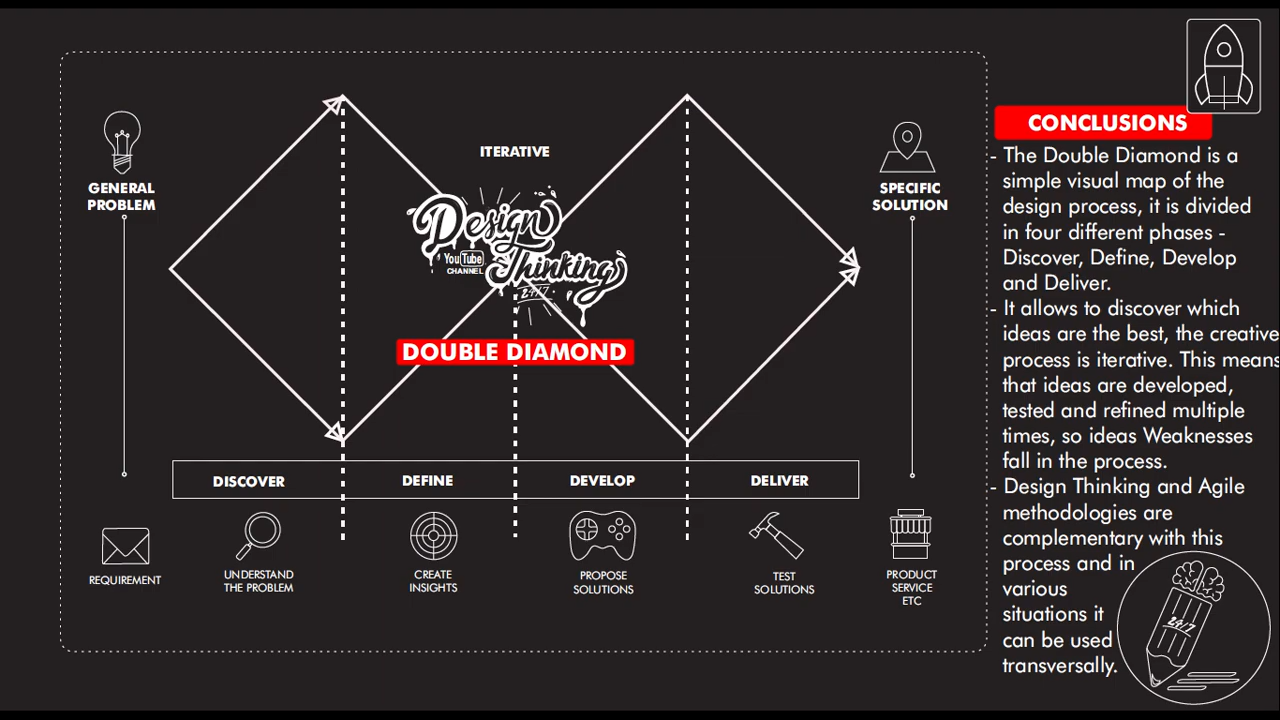 ITERATIVE
GENERAL
PROBLEM
SPECIFIC
SOLUTION
Design
YouTube
CHANNEL
Thinking
24/7
DOUBLE DIAMOND
DISCOVER
DEFINE
DEVELOP
DELIVER
REQUIREMENT
UNDERSTAND
THE PROBLEM
CREATE
INSIGHTS
PROPOSE
SOLUTIONS
TEST
SOLUTIONS
PRODUCT
SERVICE
ETC
CONCLUSIONS
- The Double Diamond is a
simple visual map of the
design process, it is divided
in four different phases -
Discover, Define, Develop
and Deliver.
- It allows to discover which
ideas are the best, the creative
process is iterative. This means
that ideas are developed,
tested and refined multiple
times, so ideas Weaknesses
fall in the process.
- Design Thinking and Agile
methodologies are
complementary with this
process and in
various
situations it
can be used
transversally.
24/7